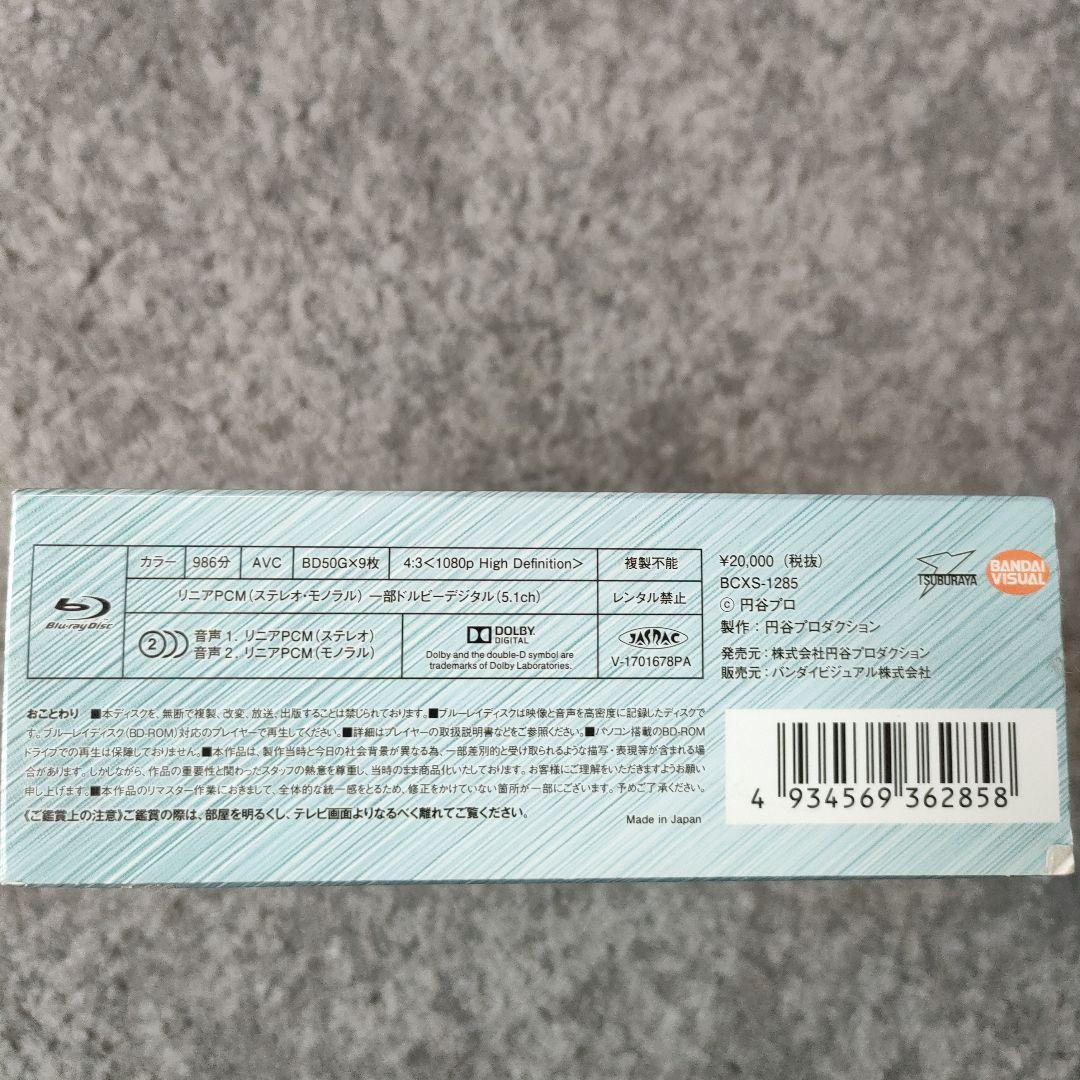 カラー 986分 AVC BD50G×9枚 4:3<1080p High Definition> 複製不能
リニアPCM(ステレオ・モノラル) 一部ドルビーデジタル(5.1ch) レンタル禁止
Blu-ray Disc
2 音声1. リニアPCM(ステレオ)
音声2. リニアPCM(モノラル)
DOLBY
DIGITAL
Dolby and the double-D symbol are
trademarks of Dolby Laboratories.
JASRAC
V-1701678PA
¥20,000(税抜)
BCXS-1285
© 円谷プロ
製作:円谷プロダクション
発売元:株式会社円谷プロダクション
販売元:バンダイビジュアル株式会社
TSUBURAYA
BANDAI
VISUAL
おことわり ■本ディスクを、無断で複製、改変、放送、出版することは禁じられております。■ブルーレイディスクは映像と音声を高密度に記録したディスクで
す。ブルーレイディスク(BD-ROM)対応のプレイヤーで再生してください。■詳細はプレイヤーの取扱説明書などをご参照ください。■パソコン搭載のBD-ROM
ドライブでの再生は保障しておりません。■本作品は、製作当時と今日の社会背景が異なる為、一部差別的と受け取られるような描写・表現等が含まれる場
合があります。しかしながら、作品の重要性と関わったスタッフの熱意を尊重し、当時のまま商品化いたしております。お客様にご理解をいただきますようお願い
申し上げます。■本作品のリマスター作業におきまして、全体的な統一感をとるため、修正をかけていない箇所が一部にございます。予めご了承ください。
《ご鑑賞上の注意》ご鑑賞の際は、部屋を明るくし、テレビ画面よりなるべく離れてご覧ください。
Made in Japan
4 934569 362858